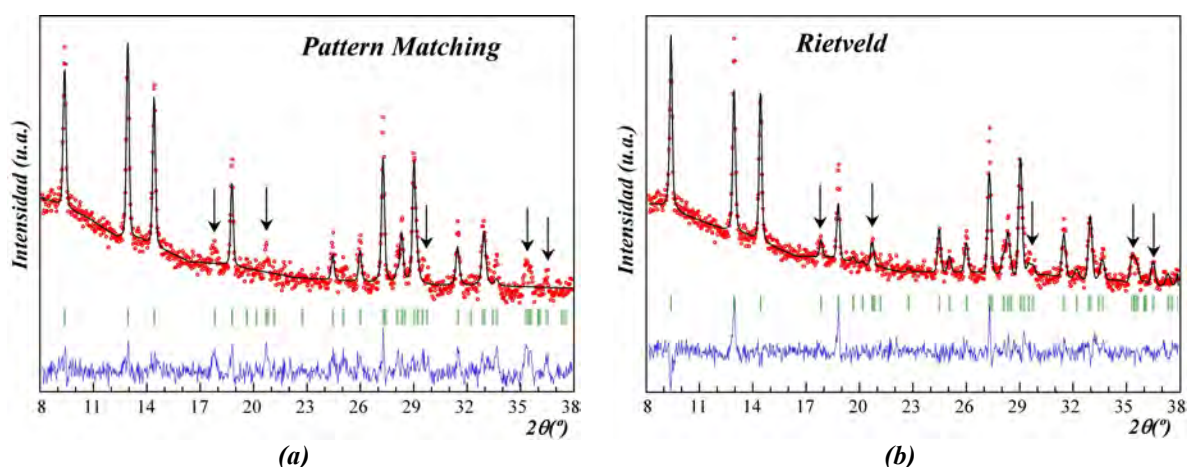 Pattern Matching
Intensidad (u.a.)
8 11 14 17 20 23 26 29 32 35 38
2θ(º)
(a)
Rietveld
Intensidad (u.a.)
8 11 14 17 20 23 26 29 32 35 38
2θ(º)
(b)